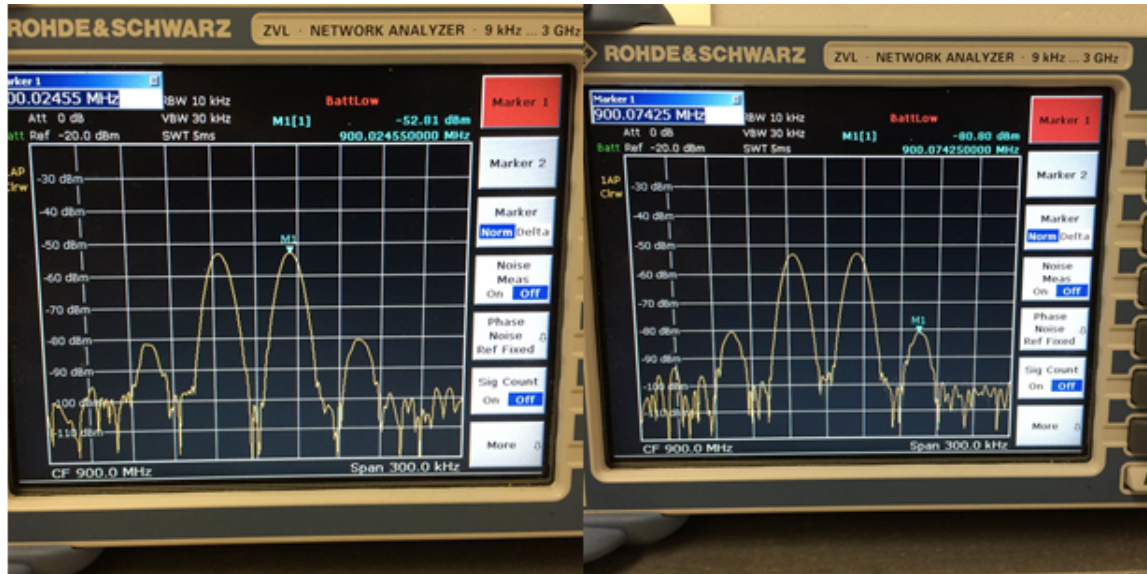 ROHDE&SCHWARZ
ZVL · NETWORK ANALYZER · 9 kHz ... 3 GHz
Marker 1
00.02455 MHz
RBW 10 kHz
BattLow
Att 0 dB
VBW 30 kHz
M1[1]
-52.81 dBm
Batt Ref -20.0 dBm
SWT 5ms
900.024550000 MHz
1AP
Clrw
-30 dBm
-40 dBm
-50 dBm
-60 dBm
-70 dBm
-80 dBm
-90 dBm
-100 dBm
-110 dBm
M1
CF 900.0 MHz
Span 300.0 kHz
Marker 1
Marker 2
Marker
Norm Delta
Noise
Meas
On Off
Phase
Noise
Ref Fixed
Sig Count
On Off
More
ROHDE&SCHWARZ
ZVL · NETWORK ANALYZER · 9 kHz ... 3 GHz
Marker 1
900.07425 MHz
RBW 10 kHz
BattLow
Att 0 dB
VBW 30 kHz
M1[1]
-80.80 dBm
Batt Ref -20.0 dBm
SWT 5ms
900.074250000 MHz
1AP
Clrw
-30 dBm
-40 dBm
-50 dBm
-60 dBm
-70 dBm
-80 dBm
-90 dBm
-100 dBm
-110 dBm
M1
CF 900.0 MHz
Span 300.0 kHz
Marker 1
Marker 2
Marker
Norm Delta
Noise
Meas
On Off
Phase
Noise
Ref Fixed
Sig Count
On Off
More